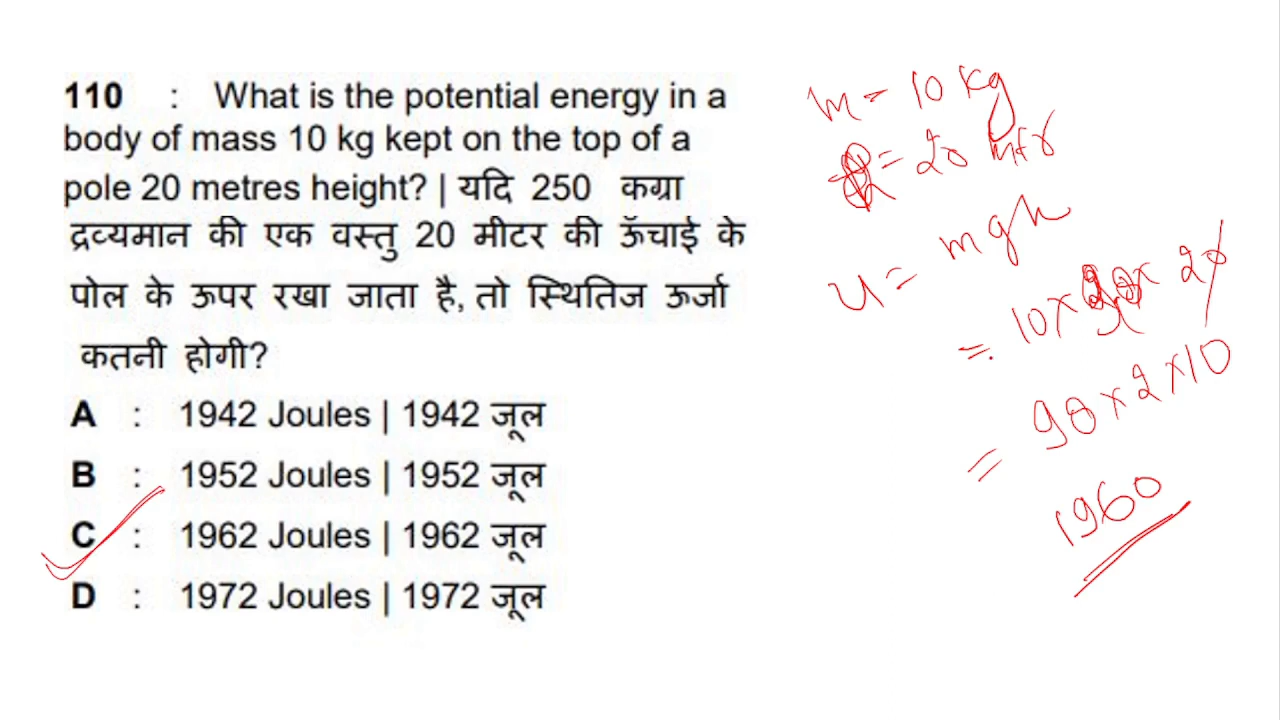 110 : What is the potential energy in a
body of mass 10 kg kept on the top of a
pole 20 metres height? | यदि 250 कग्रा
द्रव्यमान की एक वस्तु 20 मीटर की ऊँचाई के
पोल के ऊपर रखा जाता है, तो स्थितिज ऊर्जा
कतनी होगी?
A : 1942 Joules | 1942 जूल
B : 1952 Joules | 1952 जूल
C : 1962 Joules | 1962 जूल
D : 1972 Joules | 1972 जूल
m = 10 kg
= 20 mtr
u = mgh
= 10 x x 20
= 98 x 2 x 10
1960